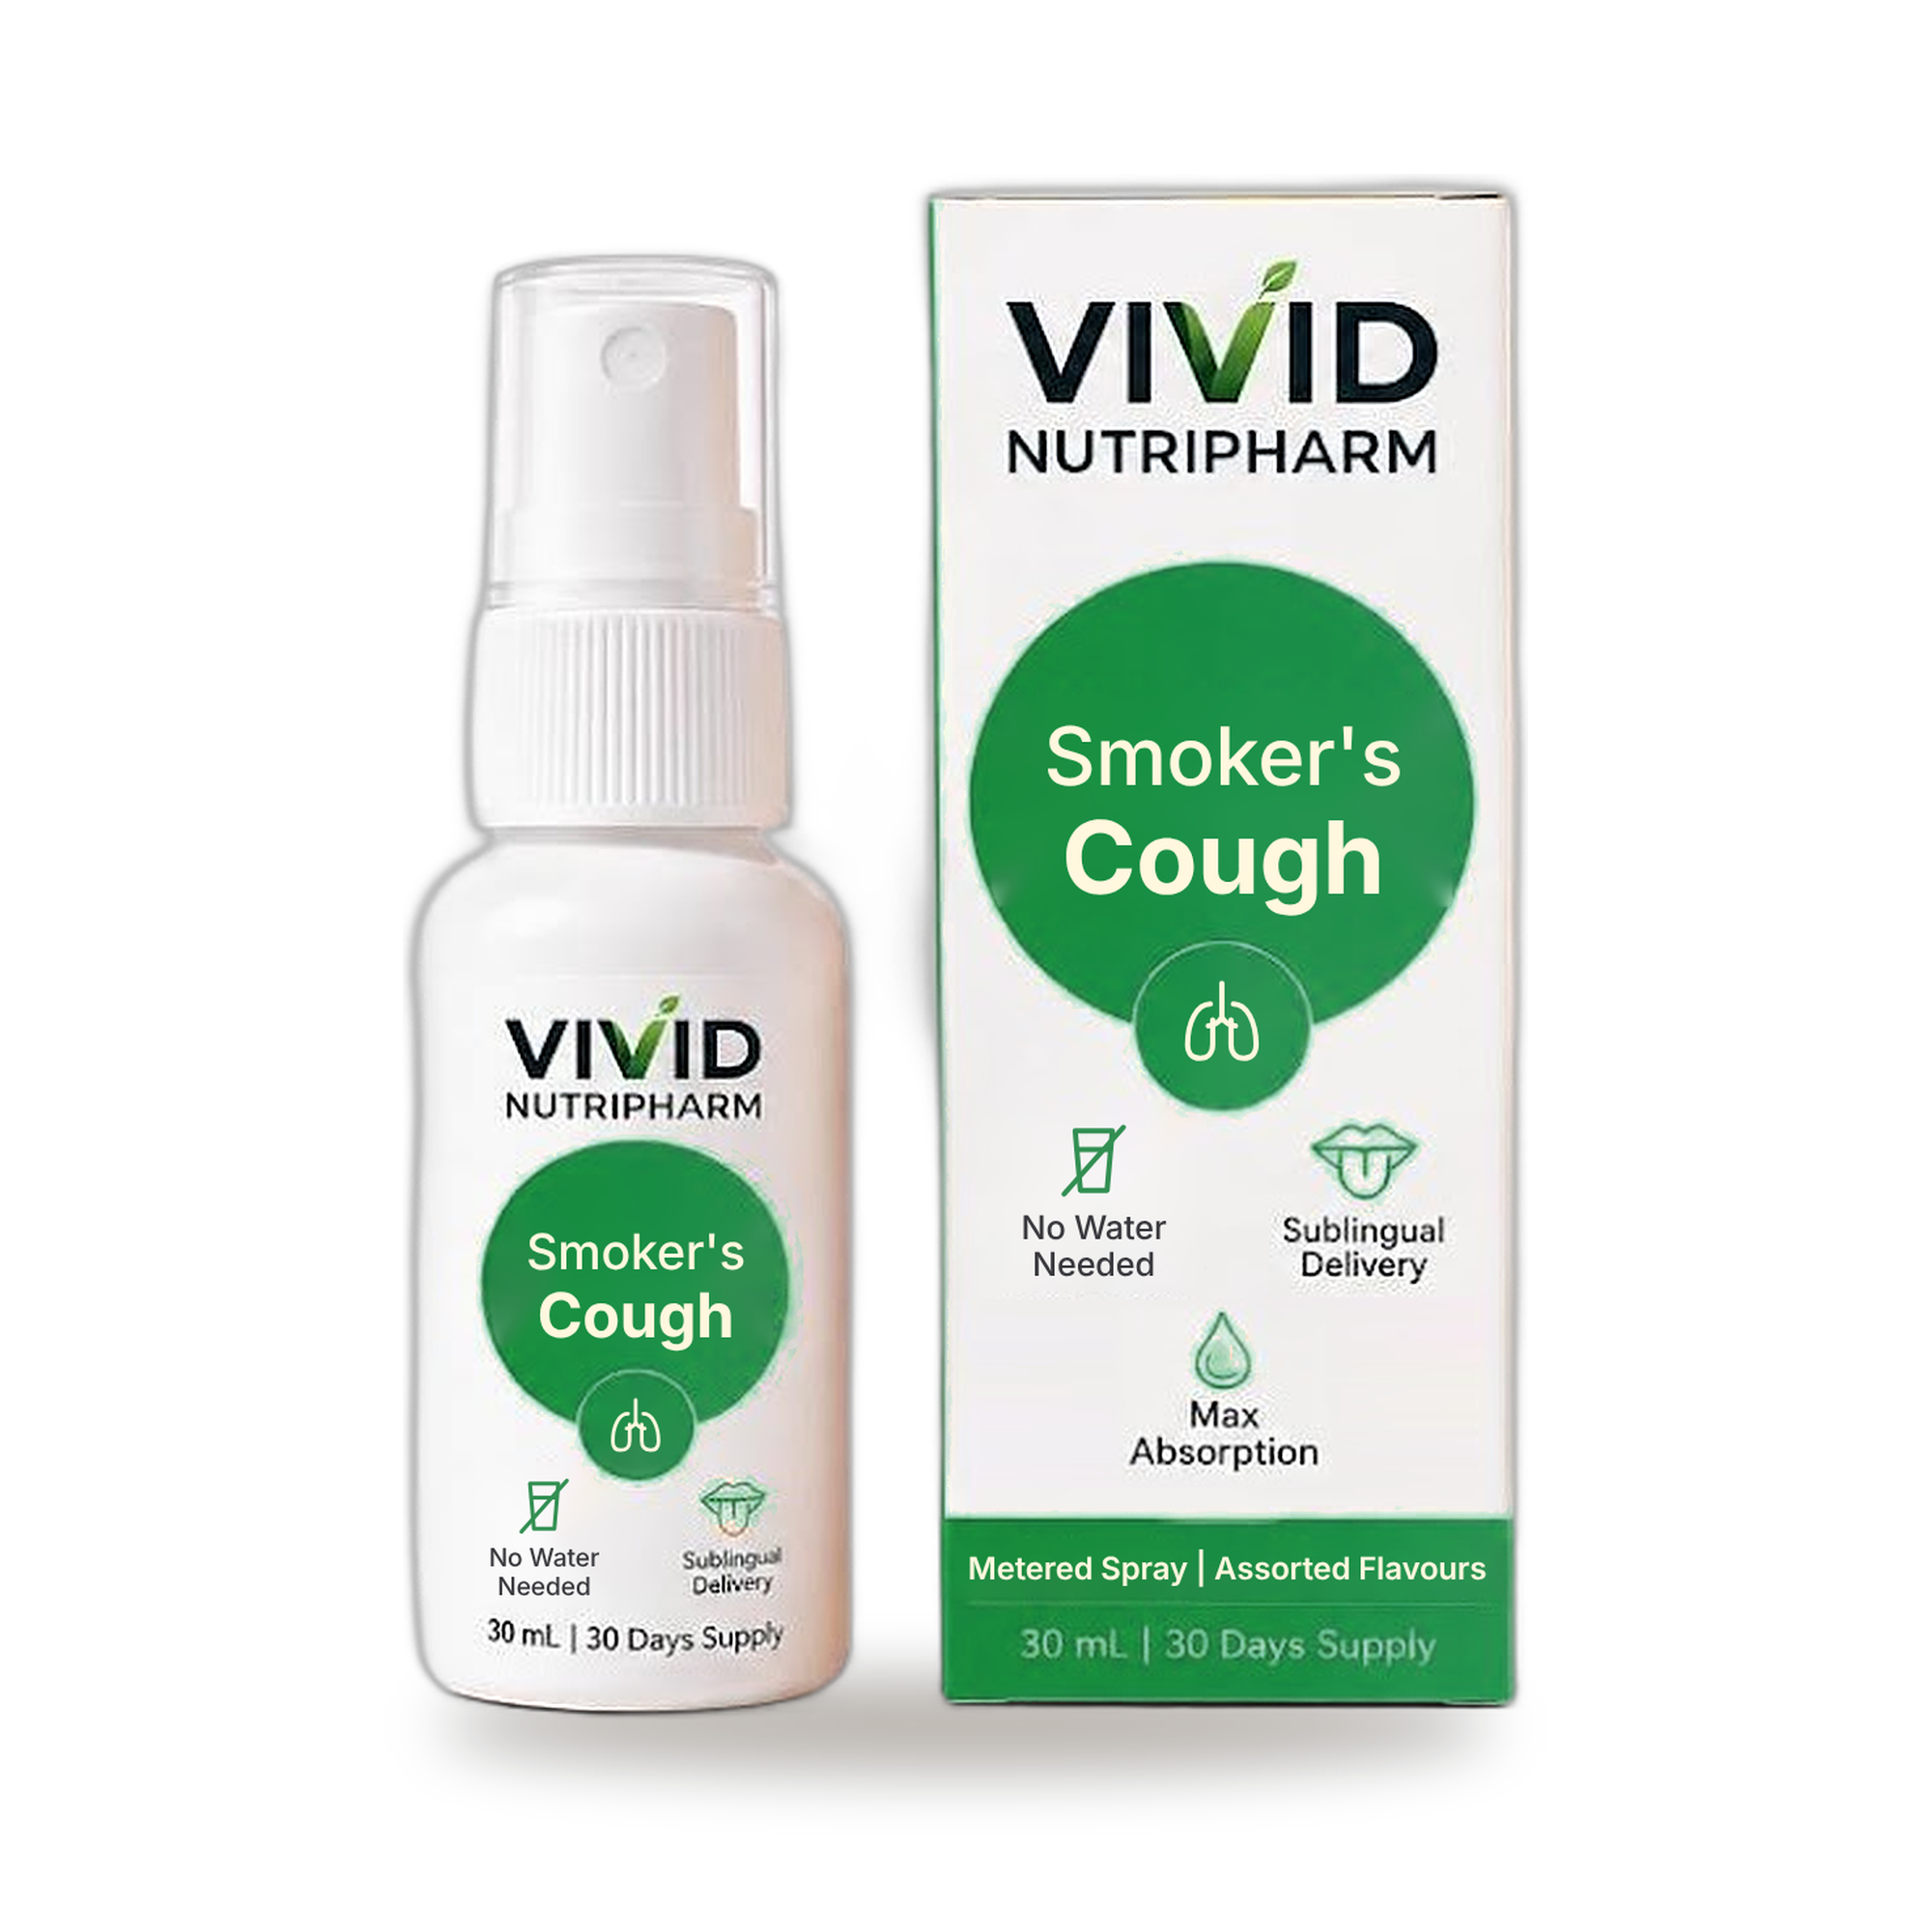 VIVID
NUTRIPHARM
Smoker's
Cough
No Water
Needed
Sublingual
Delivery
30 mL | 30 Days Supply
VIVID
NUTRIPHARM
Smoker's
Cough
No Water
Needed
Sublingual
Delivery
Max
Absorption
Metered Spray | Assorted Flavours
30 mL | 30 Days Supply